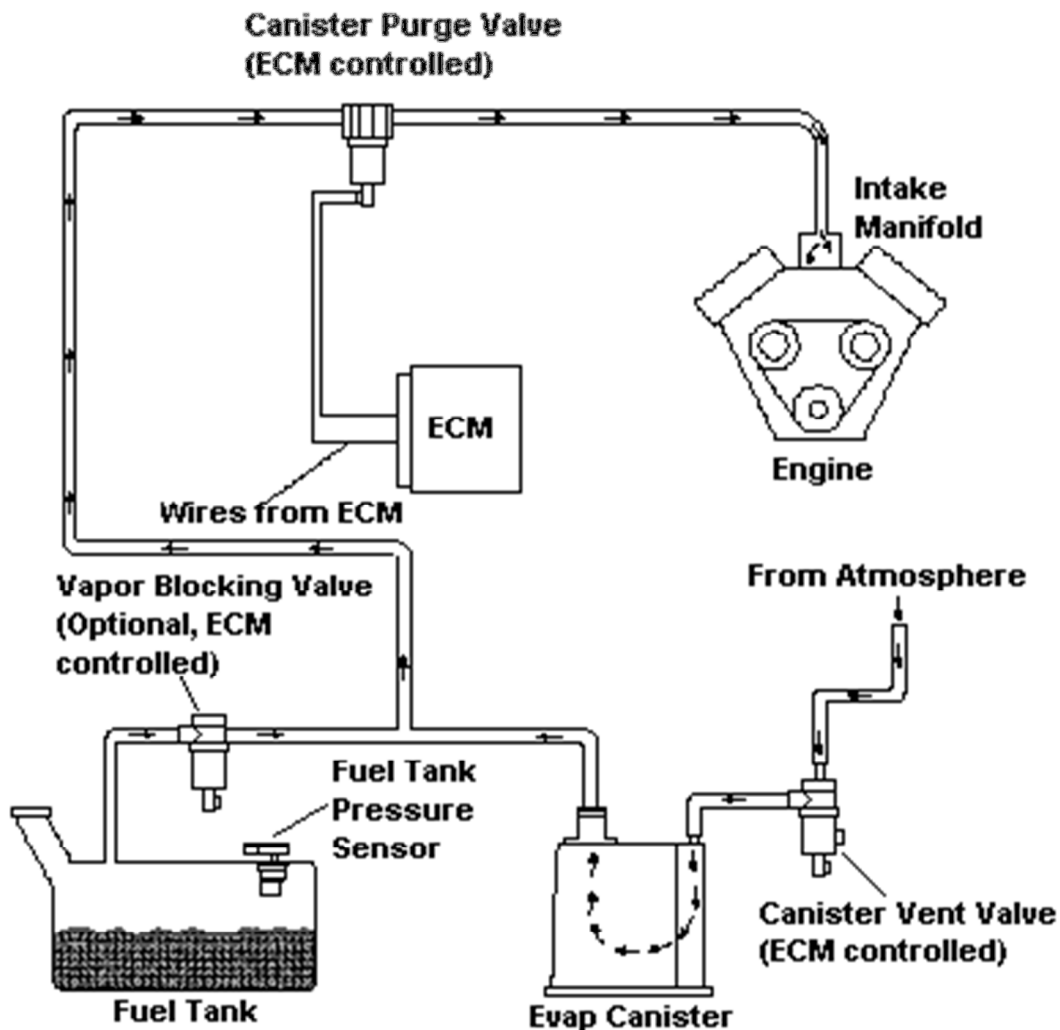 Canister Purge Valve
(ECM controlled)
Intake
Manifold
ECM
Engine
Wires from ECM
From Atmosphere
Vapor Blocking Valve
(Optional, ECM
controlled)
Fuel Tank
Pressure
Sensor
Canister Vent Valve
(ECM controlled)
Fuel Tank
Evap Canister